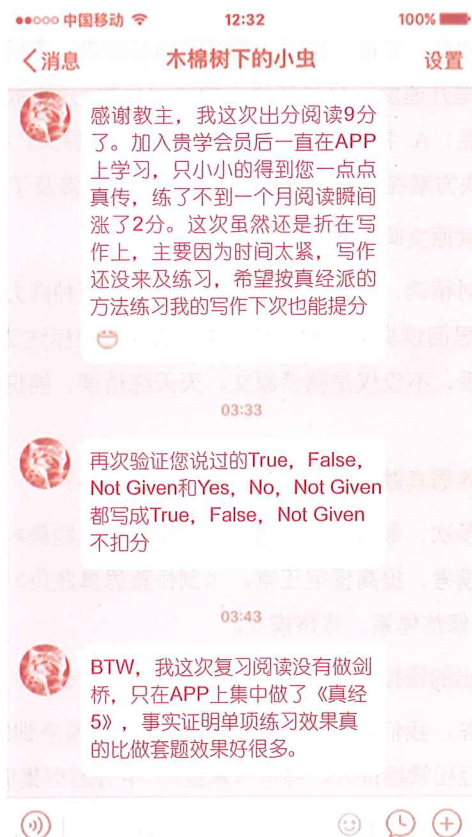 中国移动 12:32 100%
消息 木棉树下的小虫 设置
感谢教主，我这次出分阅读9分
了。加入贵学会员后一直在APP
上学习，只小小的得到您一点点
真传，练了不到一个月阅读瞬间
涨了2分。这次虽然还是折在写
作上，主要因为时间太紧，写作
还没来及练习，希望按真经派的
方法练习我的写作下次也能提分
03:33
再次验证您说过的True，False，
Not Given和Yes，No，Not Given
都写成True，False，Not Given
不扣分
03:43
BTW，我这次复习阅读没有做剑
桥，只在APP上集中做了《真经
5》，事实证明单项练习效果真
的比做套题效果好很多。